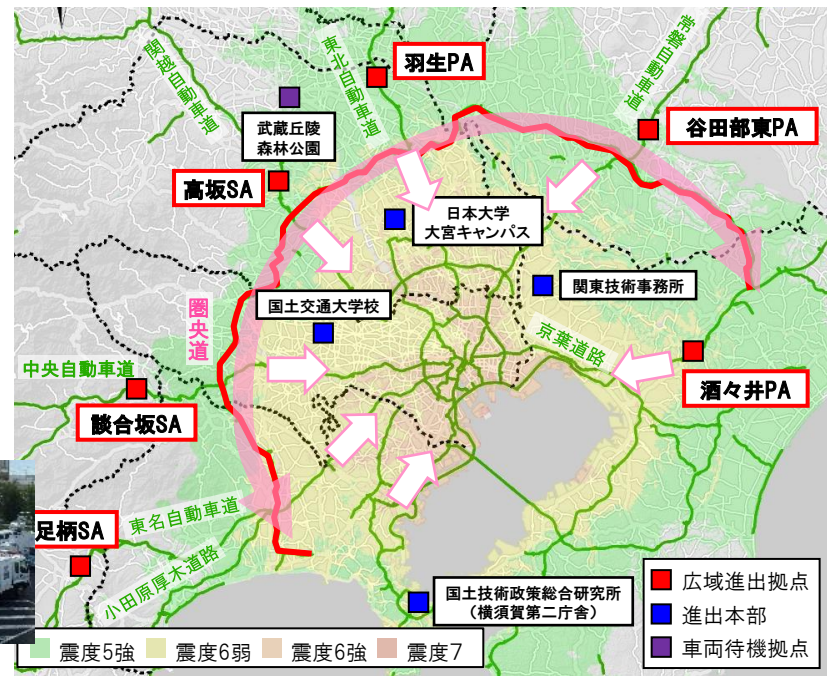 関越自動車道
東北自動車道
常磐自動車道
羽生PA
武蔵丘陵
森林公園
谷田部東PA
高坂SA
日本大学
大宮キャンパス
関東技術事務所
国土交通大学校
圏央道
京葉道路
中央自動車道
酒々井PA
談合坂SA
足柄SA
東名自動車道
小田原厚木道路
国土技術政策総合研究所
（横須賀第二庁舎）
広域進出拠点
進出本部
車両待機拠点
震度5強
震度6弱
震度6強
震度7